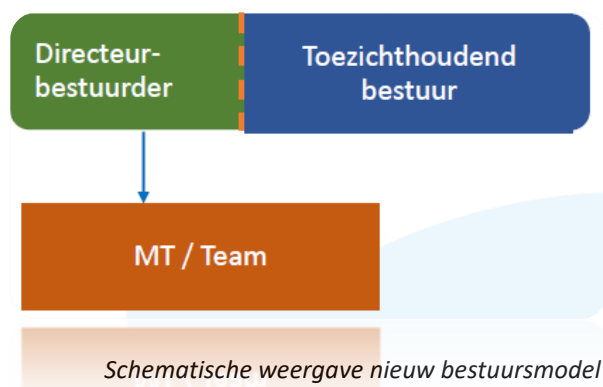 Directeur-
bestuurder
Toezichthoudend
bestuur
MT / Team
Schematische weergave nieuw bestuursmodel